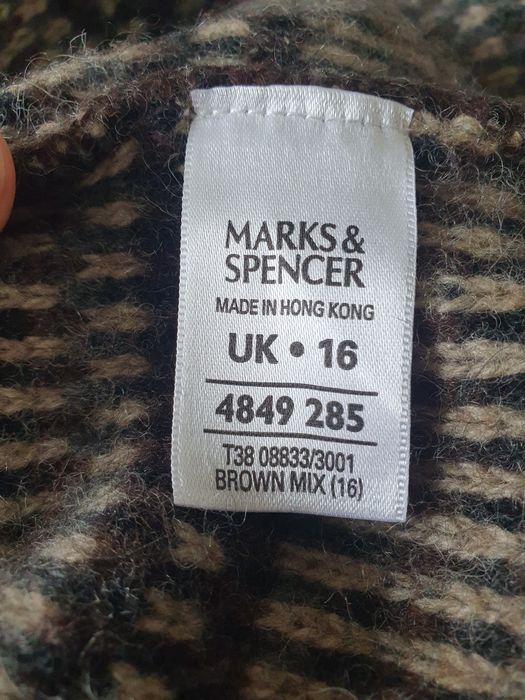 MARKS &
SPENCER
MADE IN HONG KONG
UK • 16
4849 285
T38 08833/3001
BROWN MIX (16)